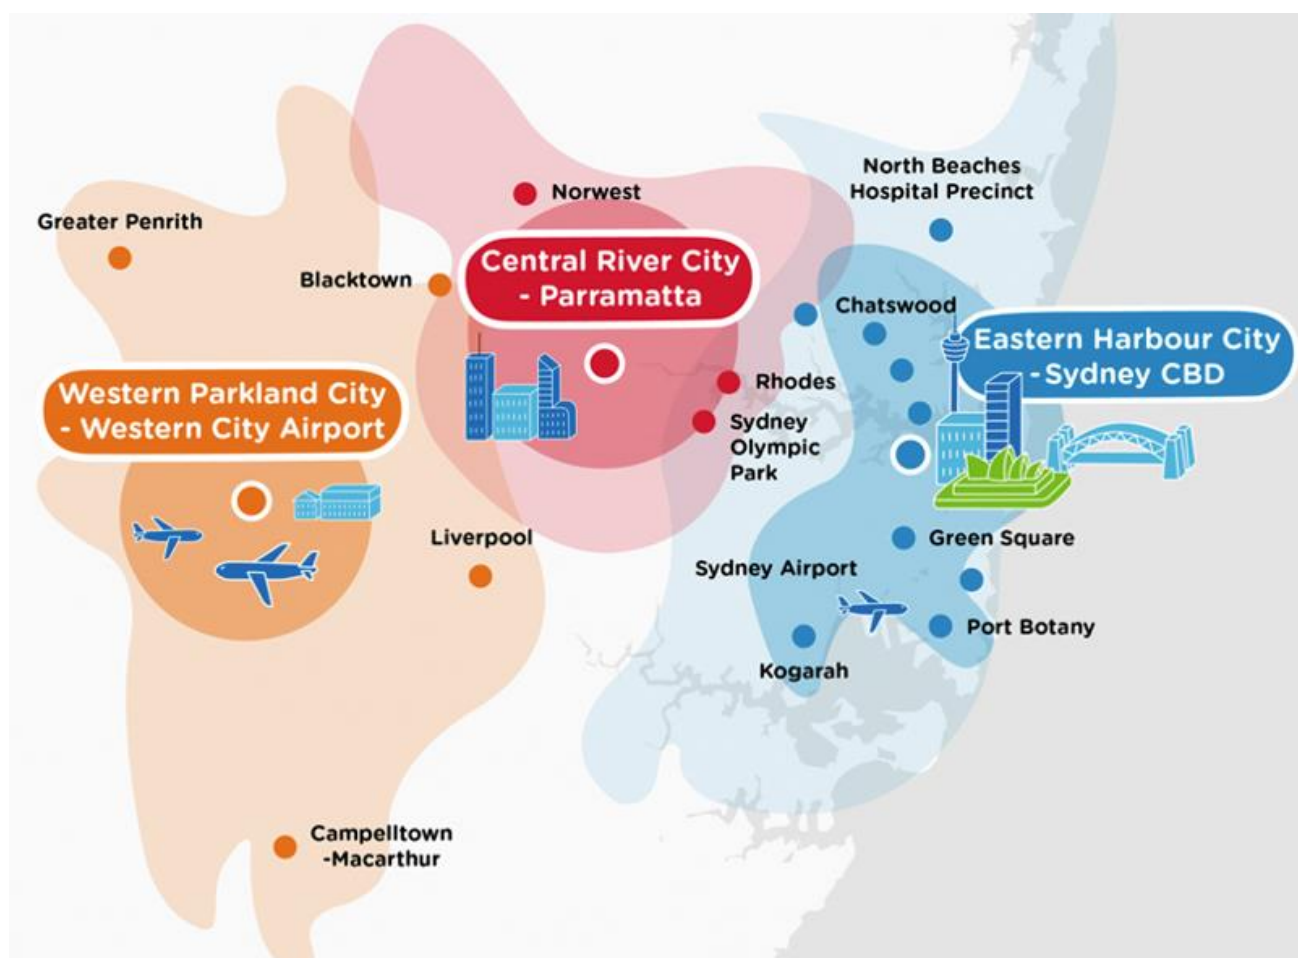 North Beaches
Hospital Precinct
Norwest
Greater Penrith
Central River City
- Parramatta
Blacktown
Chatswood
Eastern Harbour City
-Sydney CBD
Western Parkland City
- Western City Airport
Rhodes
Sydney
Olympic
Park
Liverpool
Green Square
Sydney Airport
Port Botany
Kogarah
Campelltown
-Macarthur